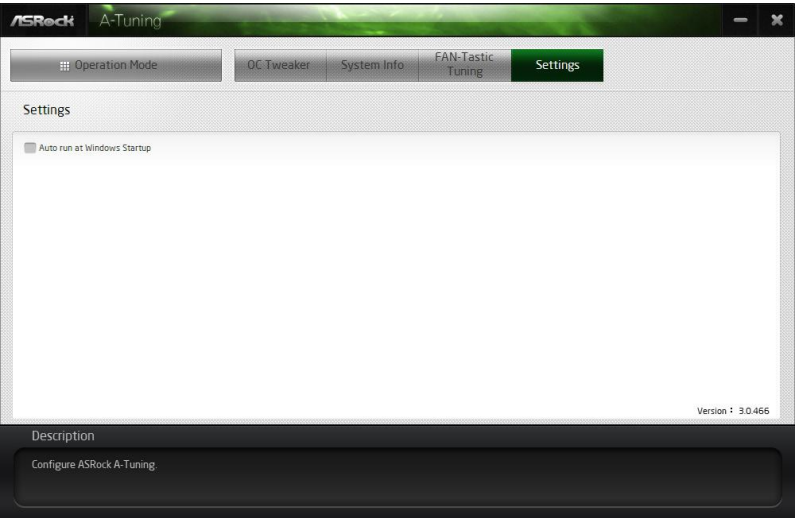 ASRock A-Tuning
Operation Mode OC Tweaker System Info FAN-Tastic Tuning Settings
Settings
Auto run at Windows Startup
Version : 3.0.466
Description
Configure ASRock A-Tuning.